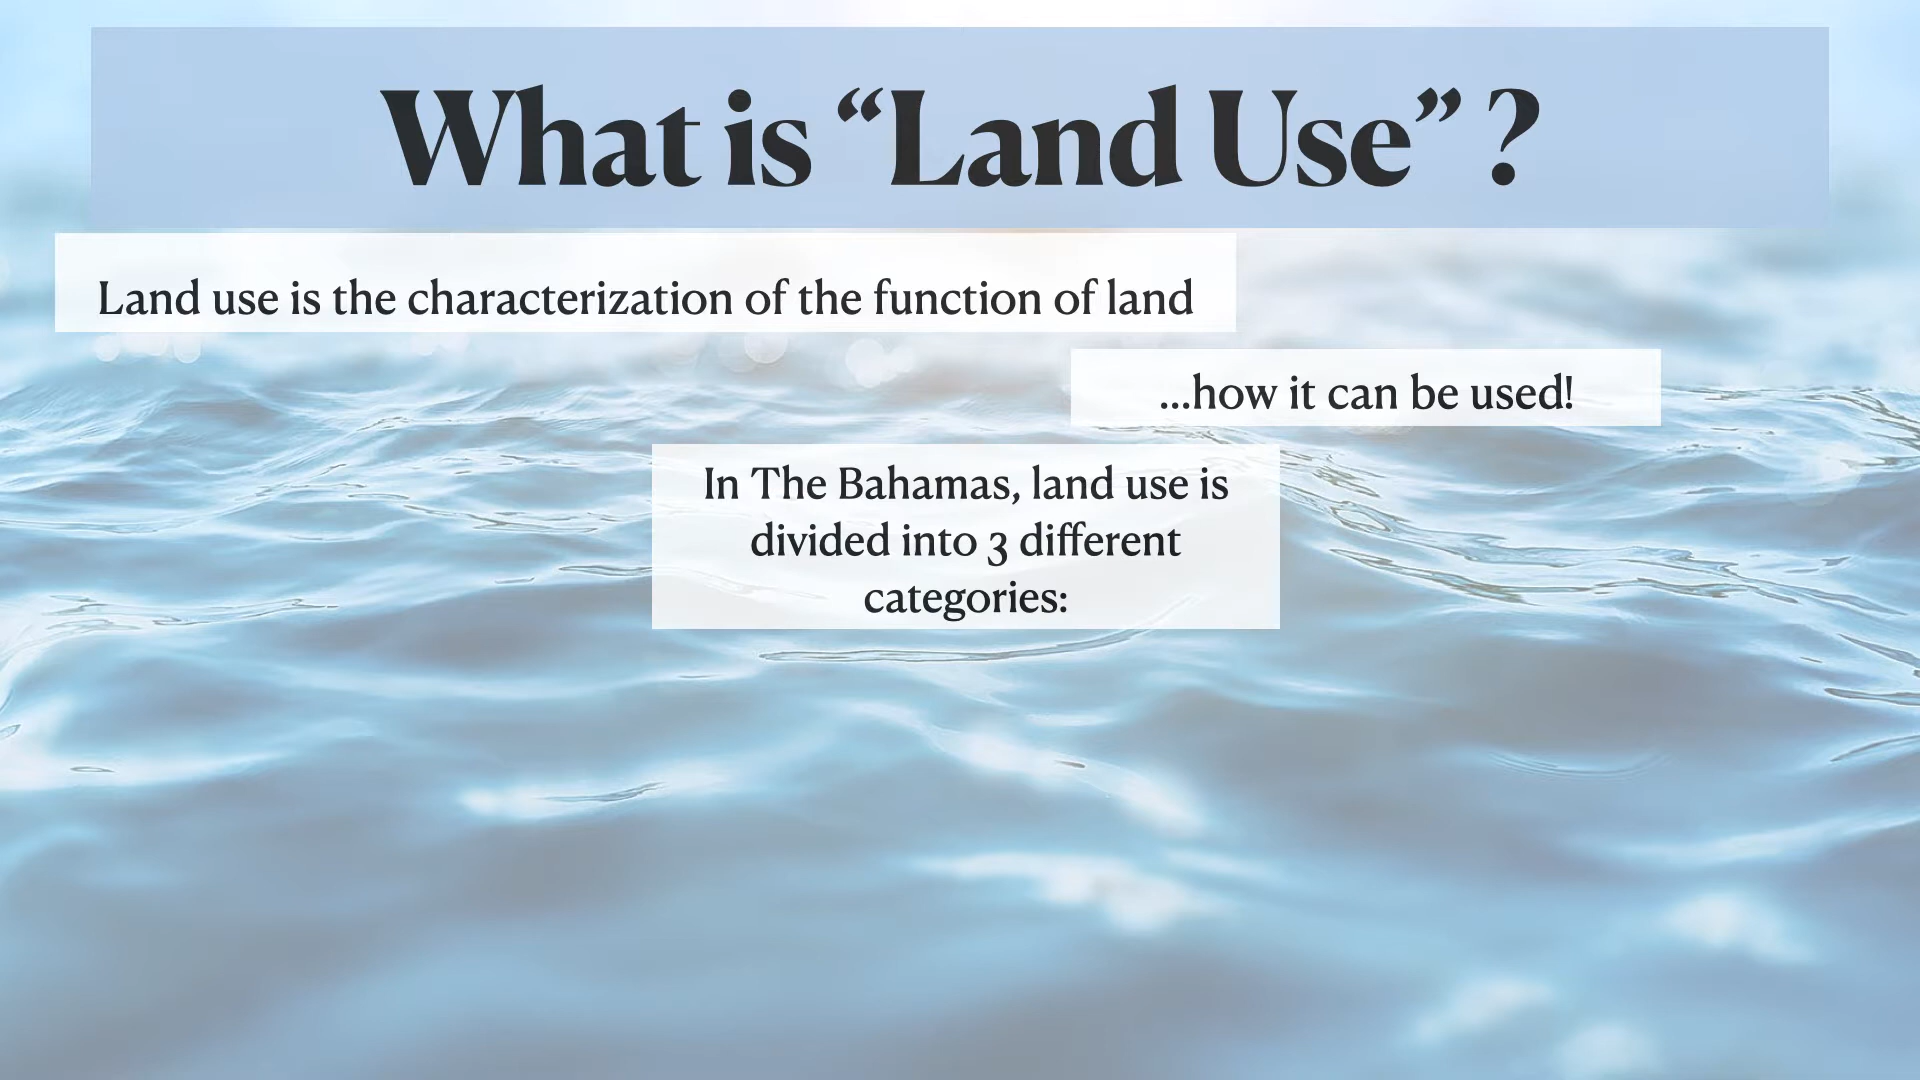 What is “Land Use” ?
Land use is the characterization of the function of land
...how it can be used!
In The Bahamas, land use is
divided into 3 different
categories: